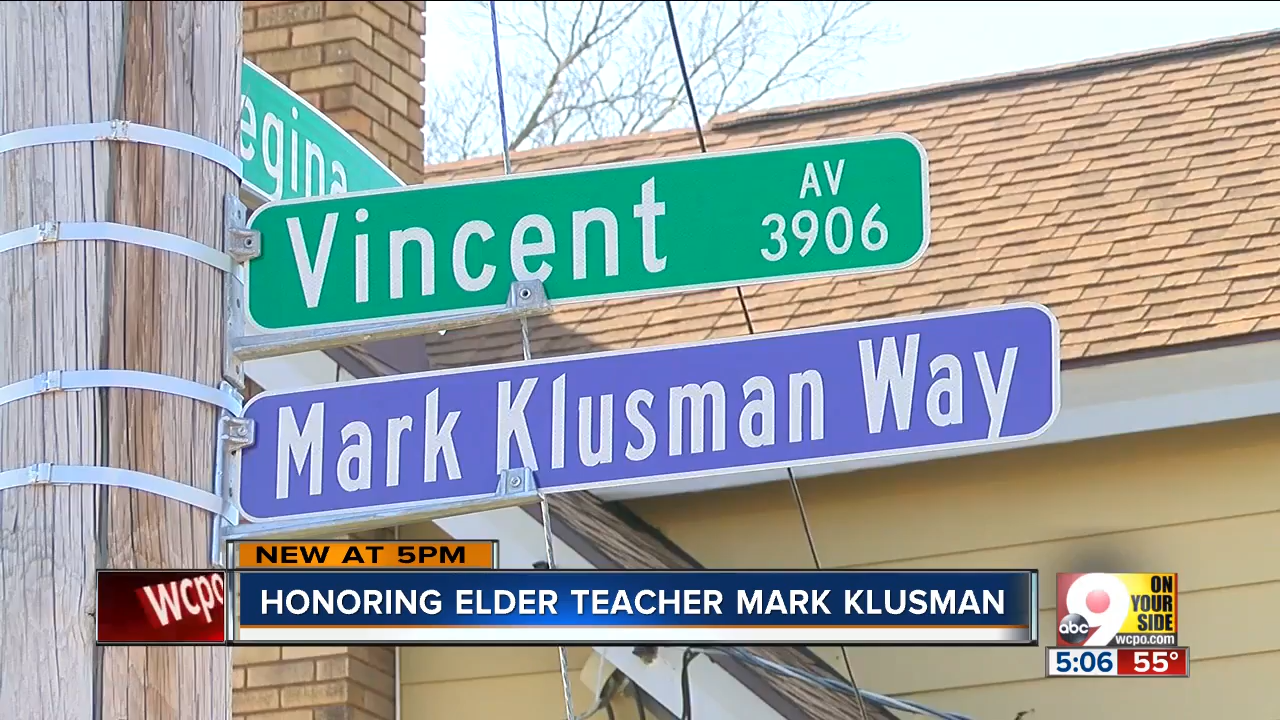 egina
Vincent AV
3906
Mark Klusman Way
NEW AT 5PM
wcpo
HONORING ELDER TEACHER MARK KLUSMAN
abc 9 ON
YOUR
SIDE
wcpo.com
5:06 55°